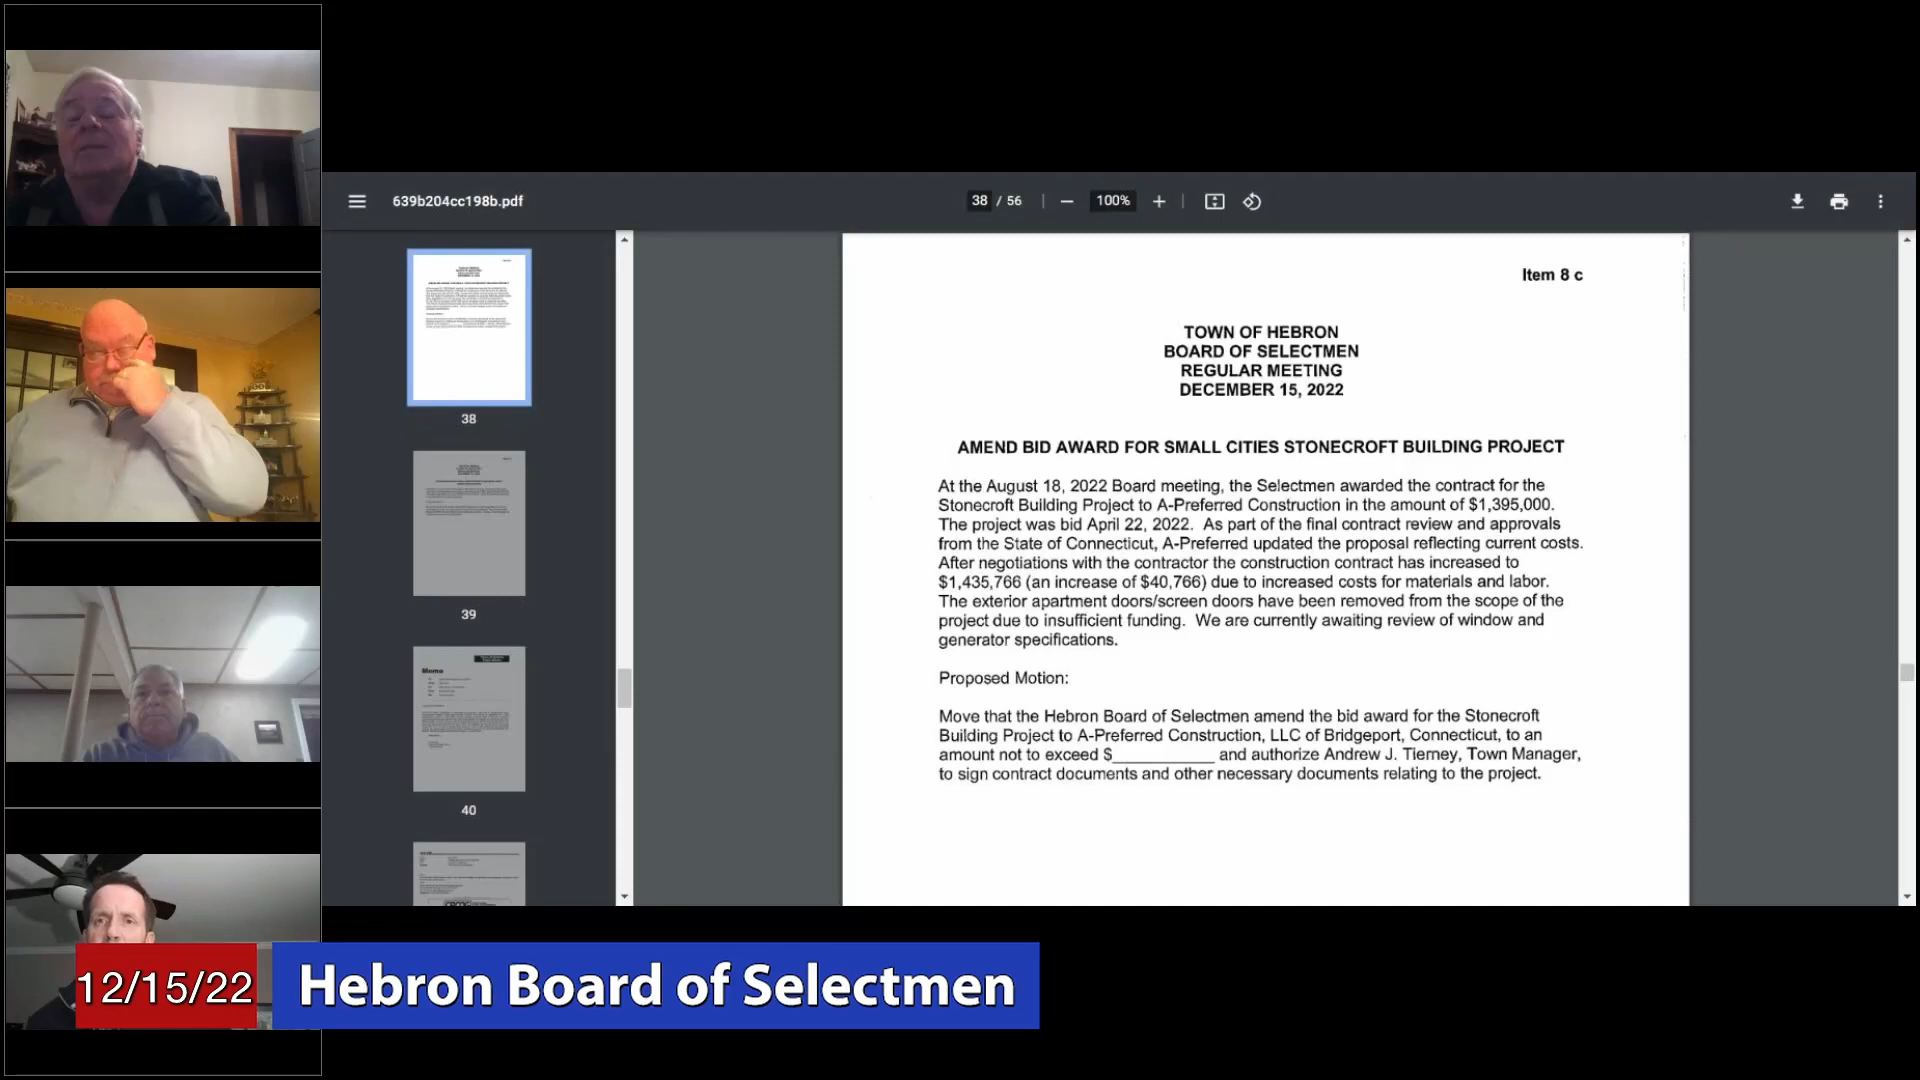 639b204cc198b.pdf
38 / 56
100%
38
39
Memo
40
Item 8 c
TOWN OF HEBRON
BOARD OF SELECTMEN
REGULAR MEETING
DECEMBER 15, 2022
AMEND BID AWARD FOR SMALL CITIES STONECROFT BUILDING PROJECT
At the August 18, 2022 Board meeting, the Selectmen awarded the contract for the
Stonecroft Building Project to A-Preferred Construction in the amount of $1,395,000.
The project was bid April 22, 2022.  As part of the final contract review and approvals
from the State of Connecticut, A-Preferred updated the proposal reflecting current costs.
After negotiations with the contractor the construction contract has increased to
$1,435,766 (an increase of $40,766) due to increased costs for materials and labor.
The exterior apartment doors/screen doors have been removed from the scope of the
project due to insufficient funding.  We are currently awaiting review of window and
generator specifications.
Proposed Motion:
Move that the Hebron Board of Selectmen amend the bid award for the Stonecroft
Building Project to A-Preferred Construction, LLC of Bridgeport, Connecticut, to an
amount not to exceed $____________ and authorize Andrew J. Tierney, Town Manager,
to sign contract documents and other necessary documents relating to the project.
12/15/22
Hebron Board of Selectmen